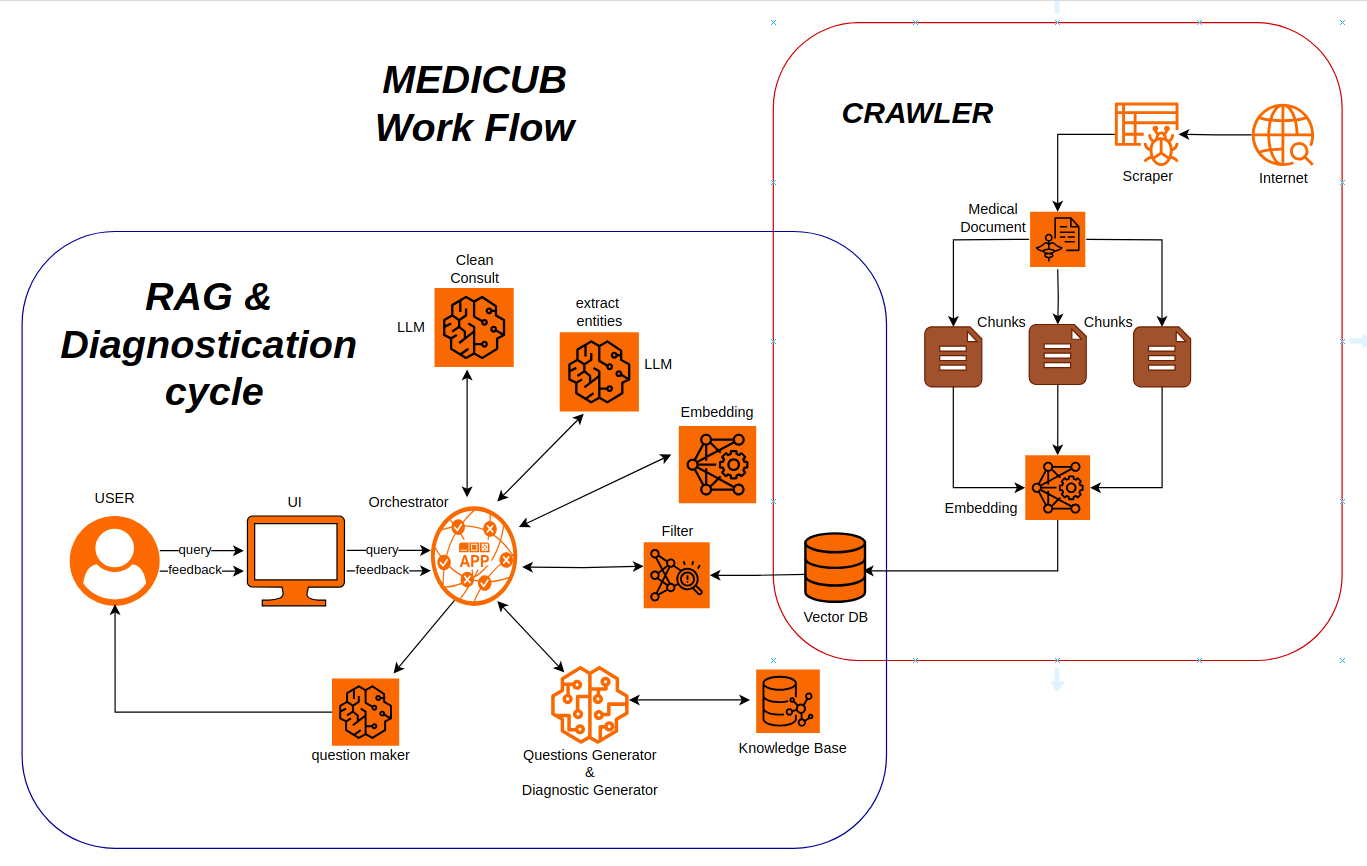 MEDICUB
Work Flow
CRAWLER
Scraper
Internet
Medical
Document
Chunks
Chunks
Embedding
Vector DB
RAG &
Diagnostication
cycle
Clean
Consult
LLM
extract
entities
LLM
Embedding
USER
UI
Orchestrator
Filter
query
feedback
query
feedback
APP
question maker
Questions Generator
&
Diagnostic Generator
Knowledge Base